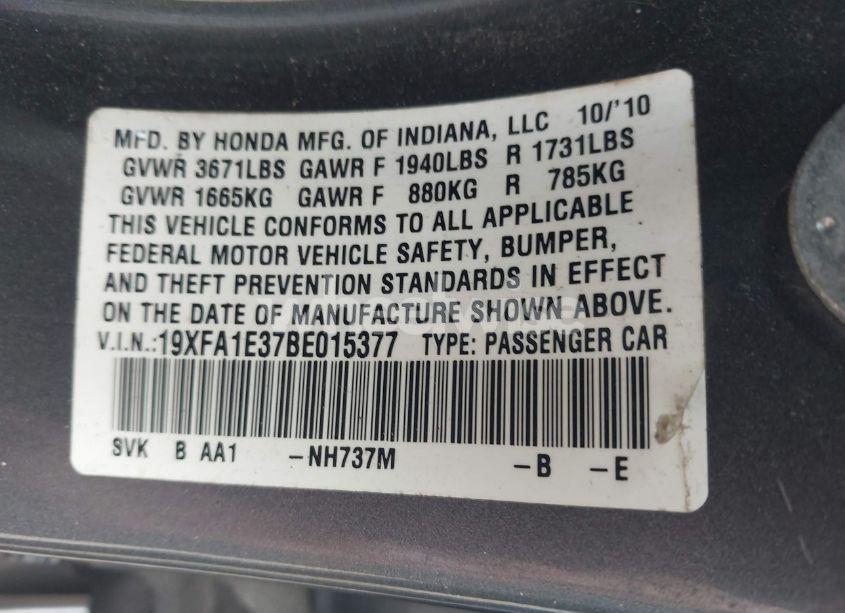 MFD. BY HONDA MFG. OF INDIANA, LLC 10/'10
GVWR 3671LBS GAWR F 1940LBS R 1731LBS
GVWR 1665KG GAWR F 880KG R 785KG
THIS VEHICLE CONFORMS TO ALL APPLICABLE
FEDERAL MOTOR VEHICLE SAFETY, BUMPER,
AND THEFT PREVENTION STANDARDS IN EFFECT
ON THE DATE OF MANUFACTURE SHOWN ABOVE.
V.I.N.:19XFA1E37BE015377 TYPE: PASSENGER CAR
SVK B AA1 -NH737M -B -E